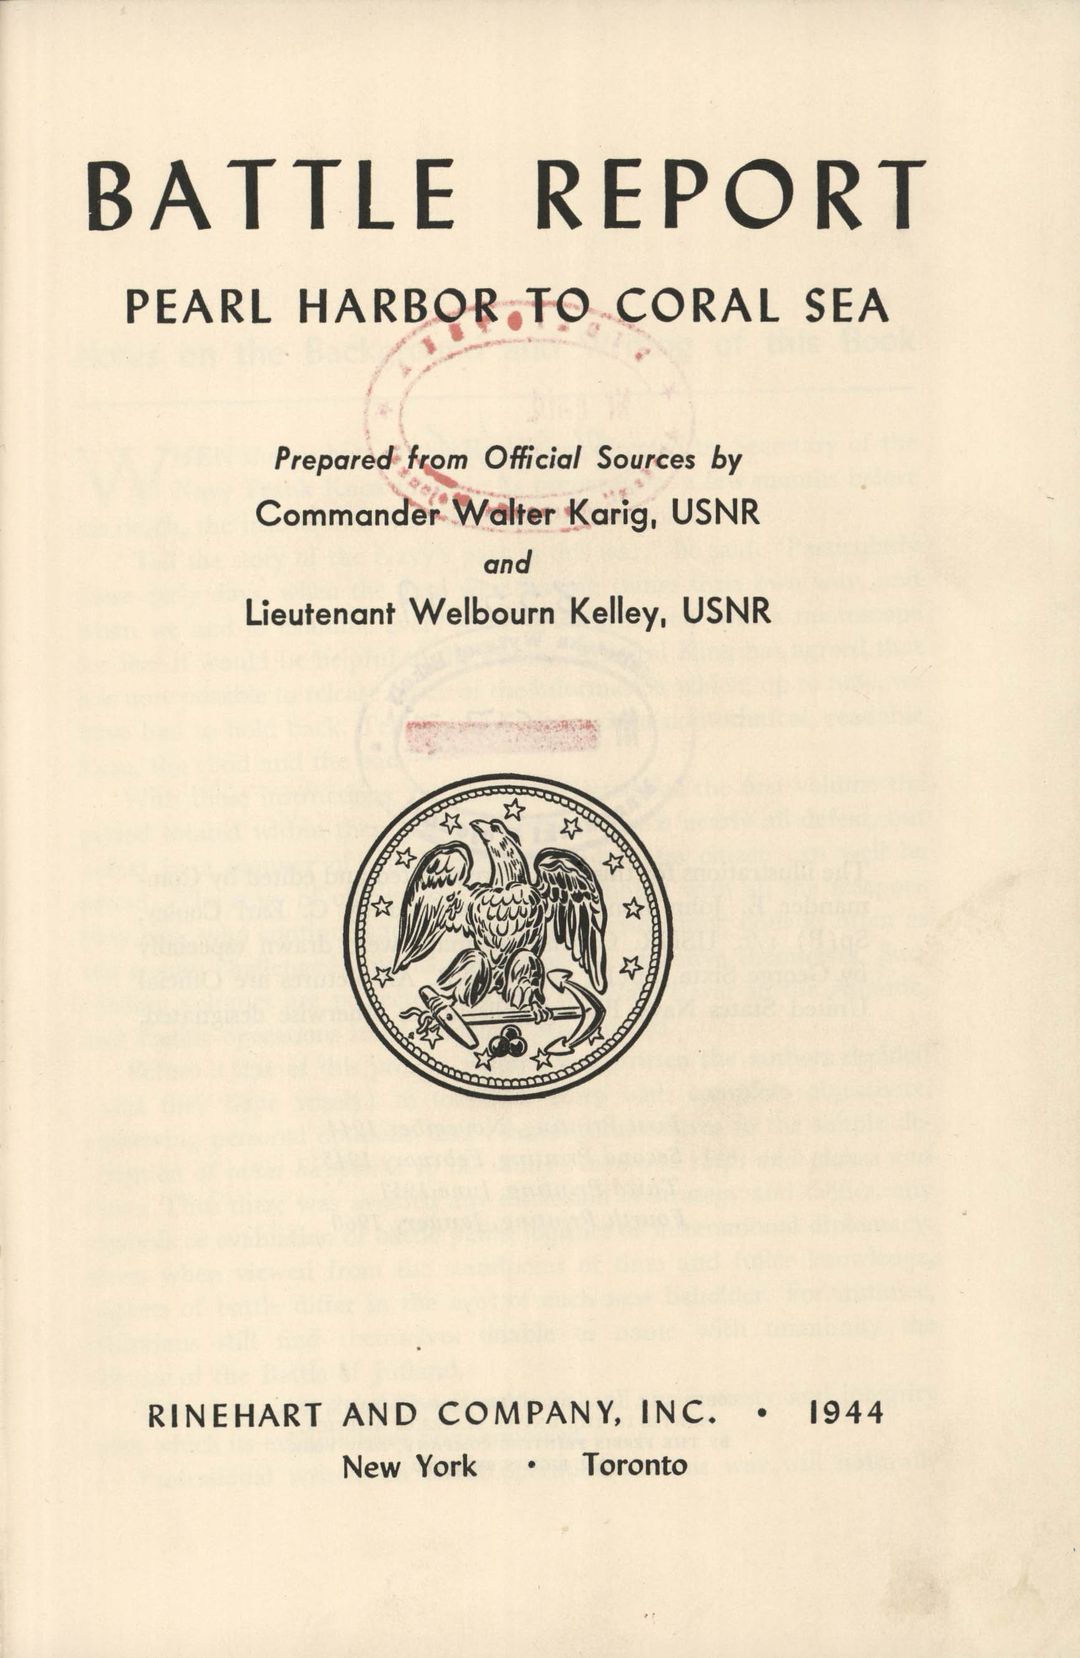 BATTLE REPORT
PEARL HARBOR TO CORAL SEA
Prepared from Official Sources by
Commander Walter Karig, USNR
and
Lieutenant Welbourn Kelley, USNR
RINEHART AND COMPANY, INC. • 1944
New York • Toronto